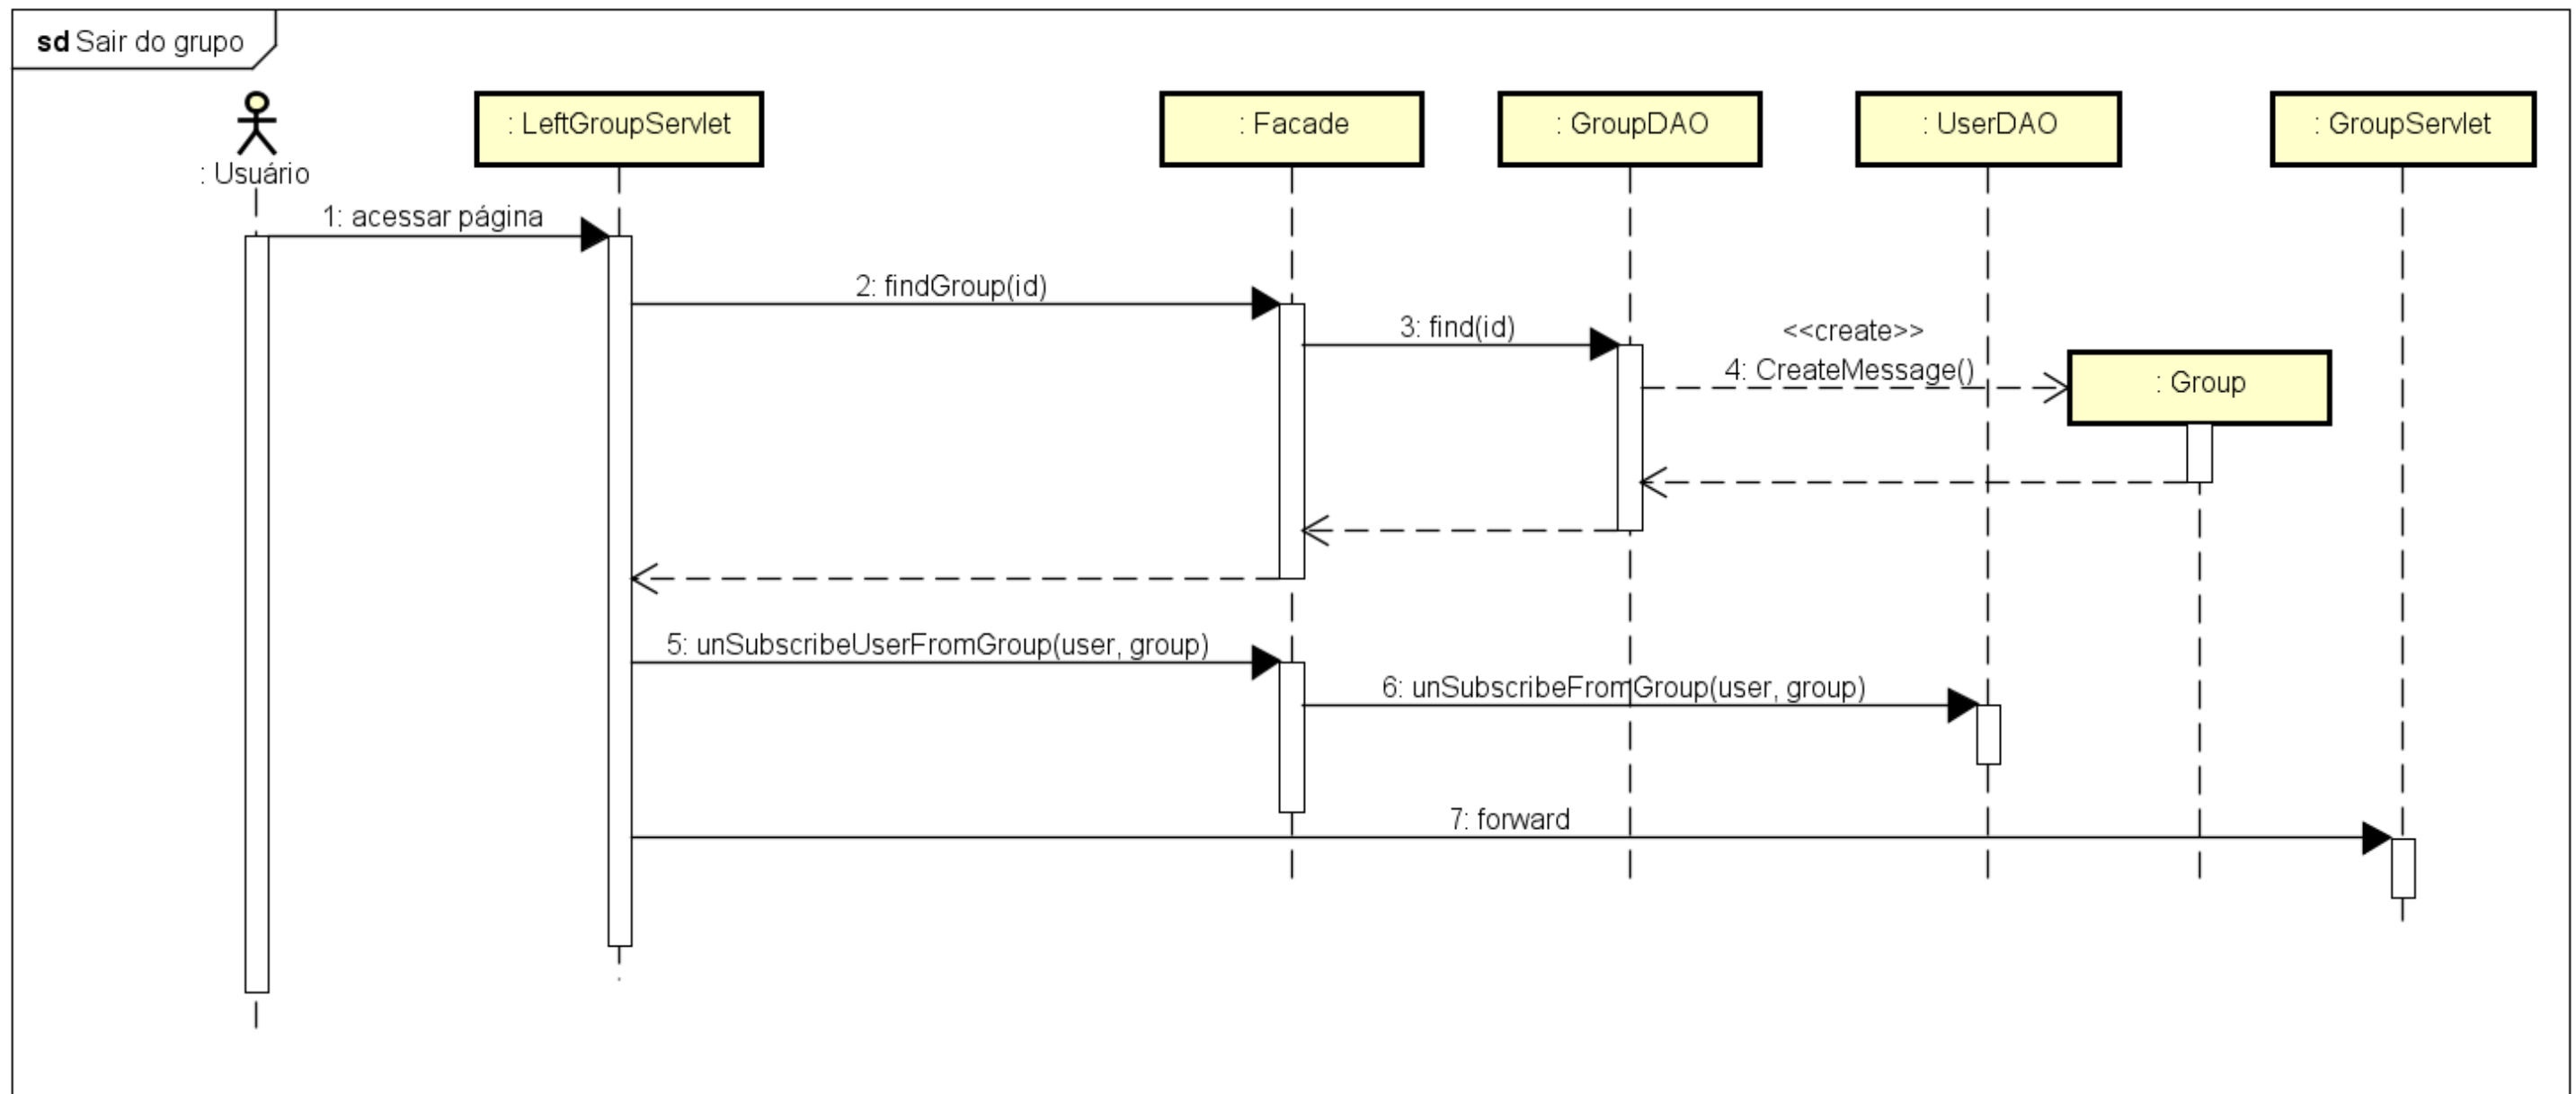 sd Sair do grupo
: Usuário
: LeftGroupServlet
: Facade
: GroupDAO
: UserDAO
: GroupServlet
1: acessar página
2: findGroup(id)
3: find(id)
<<create>>
4: CreateMessage()
: Group
5: unSubscribeUserFromGroup(user, group)
6: unSubscribeFromGroup(user, group)
7: forward